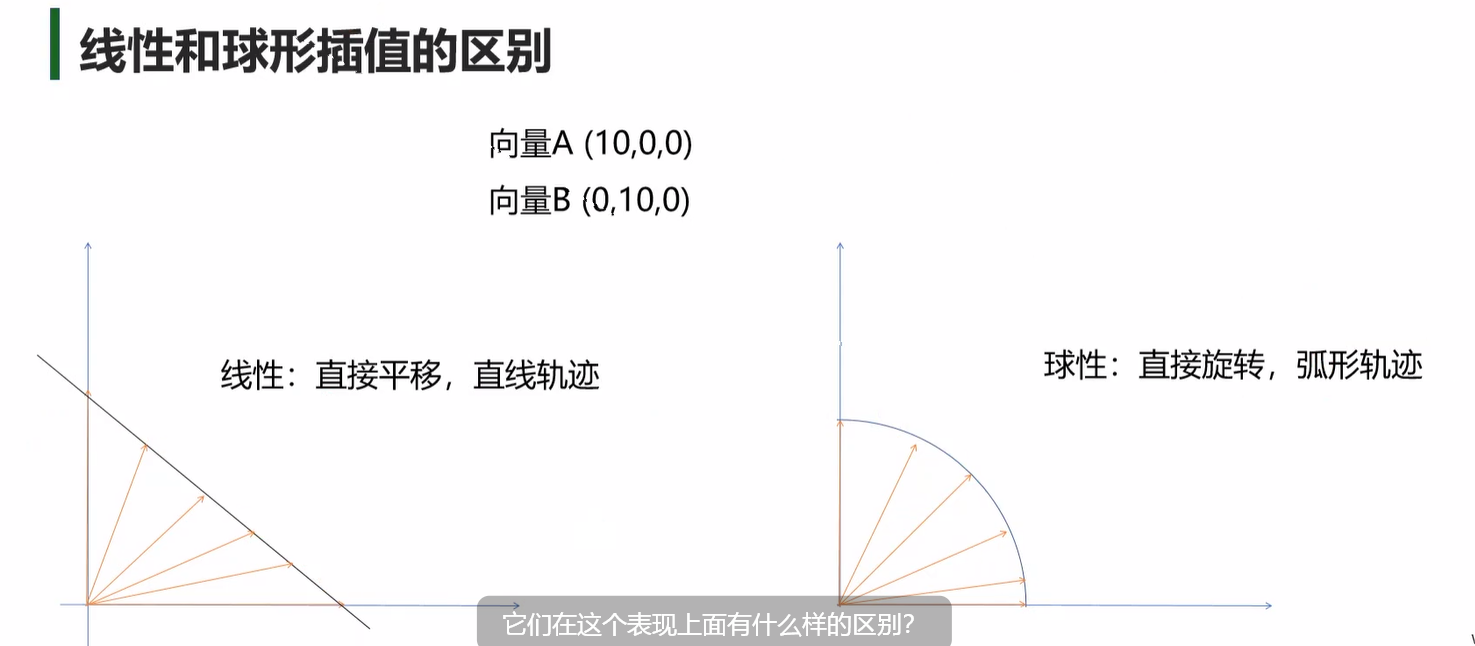 线性和球形插值的区别
向量A (10,0,0)
向量B (0,10,0)
线性：直接平移，直线轨迹
球性：直接旋转，弧形轨迹
它们在这个表现上面有什么样的区别？